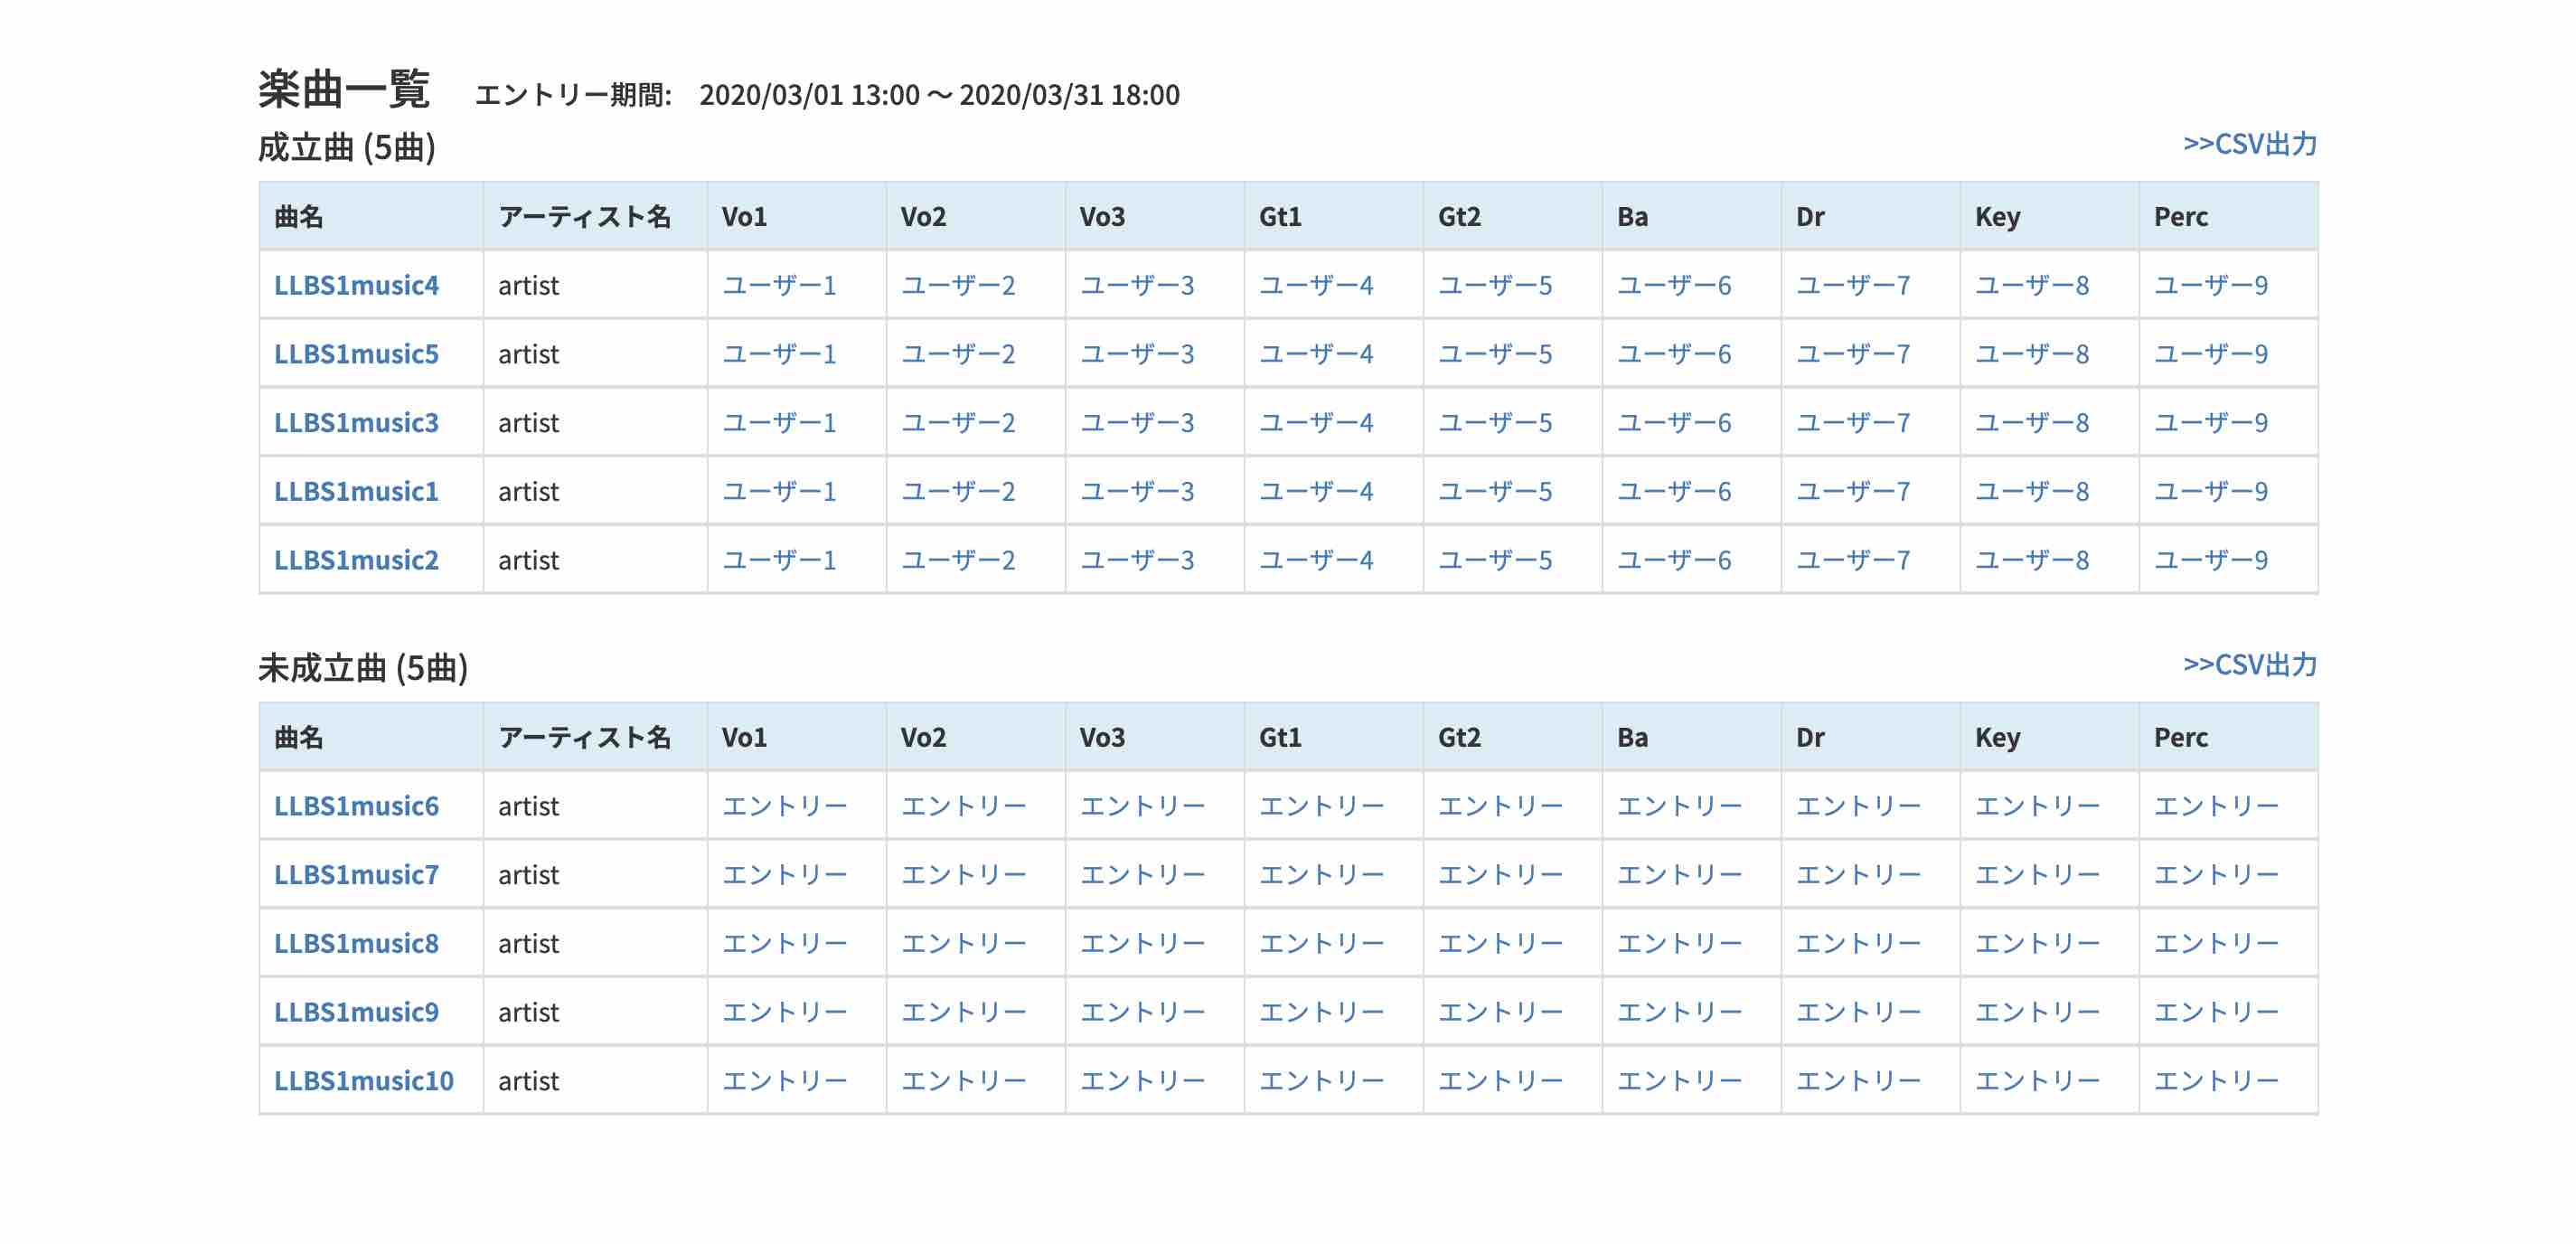 楽曲一覧 エントリー期間: 2020/03/01 13:00 〜 2020/03/31 18:00
成立曲 (5曲) >>CSV出力
曲名 アーティスト名 Vo1 Vo2 Vo3 Gt1 Gt2 Ba Dr Key Perc
LLBS1music4 artist ユーザー1 ユーザー2 ユーザー3 ユーザー4 ユーザー5 ユーザー6 ユーザー7 ユーザー8 ユーザー9
LLBS1music5 artist ユーザー1 ユーザー2 ユーザー3 ユーザー4 ユーザー5 ユーザー6 ユーザー7 ユーザー8 ユーザー9
LLBS1music3 artist ユーザー1 ユーザー2 ユーザー3 ユーザー4 ユーザー5 ユーザー6 ユーザー7 ユーザー8 ユーザー9
LLBS1music1 artist ユーザー1 ユーザー2 ユーザー3 ユーザー4 ユーザー5 ユーザー6 ユーザー7 ユーザー8 ユーザー9
LLBS1music2 artist ユーザー1 ユーザー2 ユーザー3 ユーザー4 ユーザー5 ユーザー6 ユーザー7 ユーザー8 ユーザー9
未成立曲 (5曲) >>CSV出力
曲名 アーティスト名 Vo1 Vo2 Vo3 Gt1 Gt2 Ba Dr Key Perc
LLBS1music6 artist エントリー エントリー エントリー エントリー エントリー エントリー エントリー エントリー エントリー
LLBS1music7 artist エントリー エントリー エントリー エントリー エントリー エントリー エントリー エントリー エントリー
LLBS1music8 artist エントリー エントリー エントリー エントリー エントリー エントリー エントリー エントリー エントリー
LLBS1music9 artist エントリー エントリー エントリー エントリー エントリー エントリー エントリー エントリー エントリー
LLBS1music10 artist エントリー エントリー エントリー エントリー エントリー エントリー エントリー エントリー エントリー